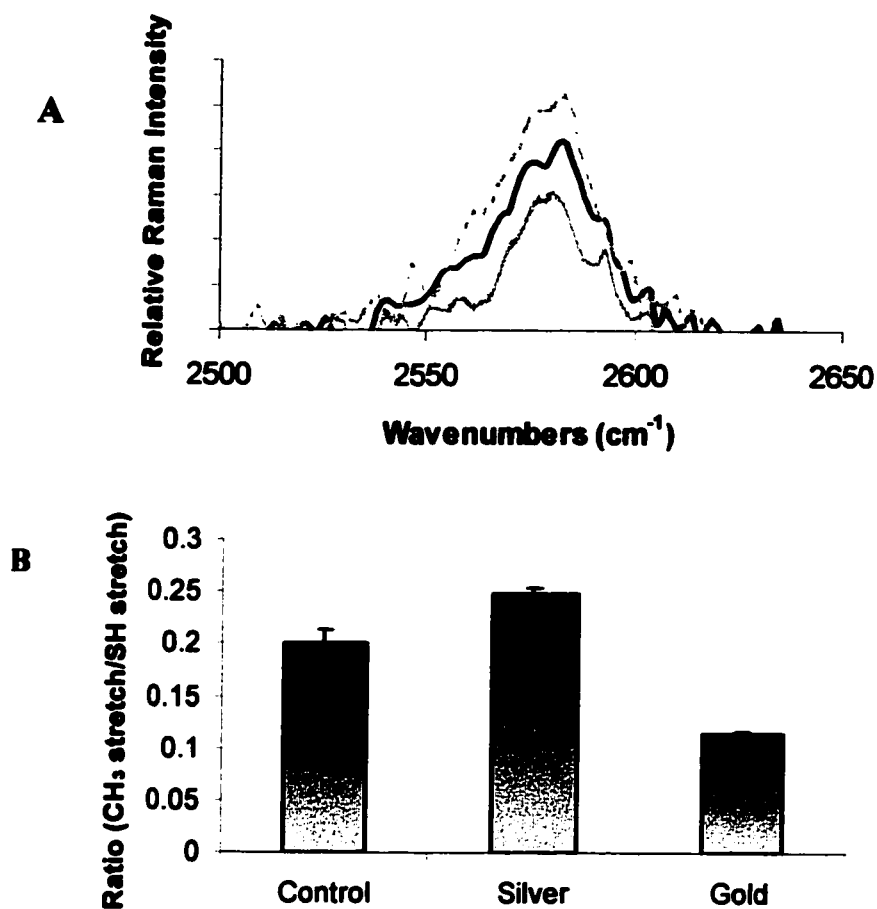 A
Relative Raman Intensity
2500 2550 2600 2650
Wavenumbers (cm⁻¹)
B
Ratio (CH₃ stretch/SH stretch)
0.3
0.25
0.2
0.15
0.1
0.05
0
Control Silver Gold